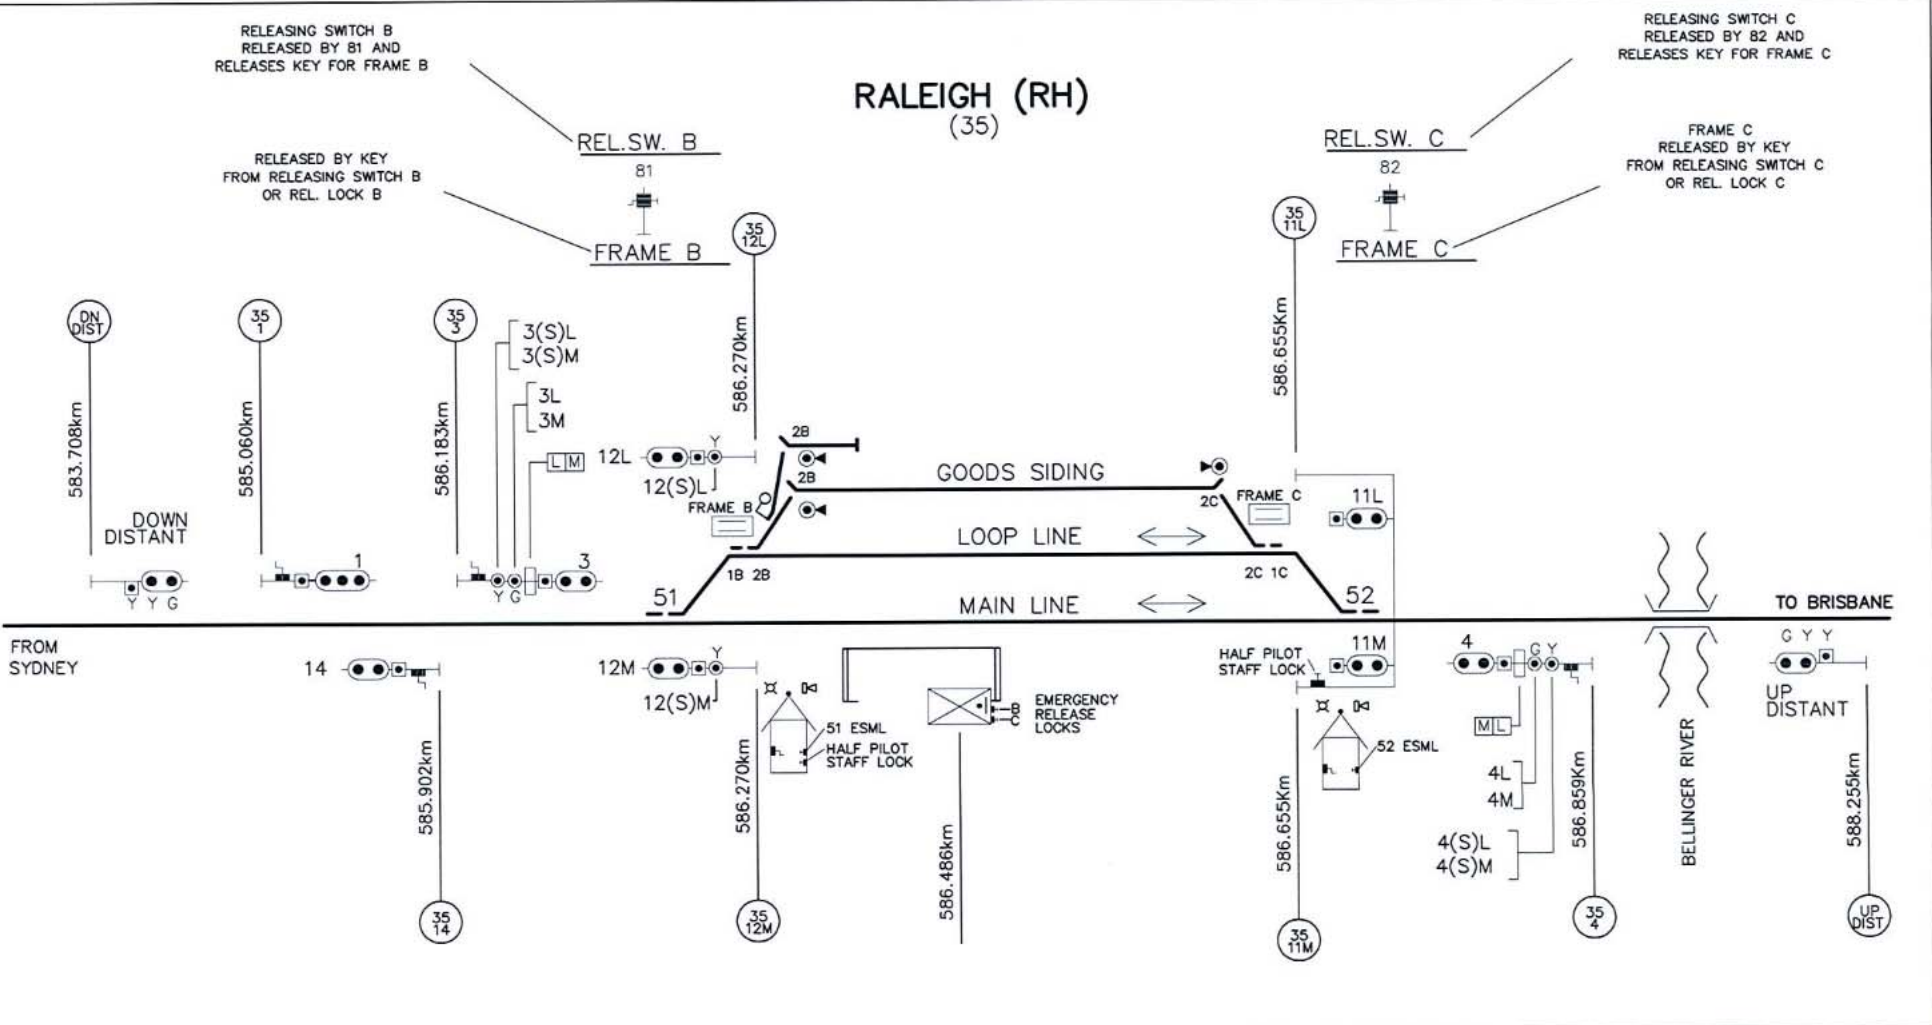 RELEASING SWITCH B
RELEASED BY 81 AND
RELEASES KEY FOR FRAME B
RELEASING SWITCH C
RELEASED BY 82 AND
RELEASES KEY FOR FRAME C
RALEIGH (RH)
(35)
REL.SW. B
81
FRAME B
RELEASED BY KEY
FROM RELEASING SWITCH B
OR REL. LOCK B
REL.SW. C
82
FRAME C
FRAME C
RELEASED BY KEY
FROM RELEASING SWITCH C
OR REL. LOCK C
35
12L
35
11L
DN
DIST
35
1
35
3
3(S)L
3(S)M
3L
3M
L M
583.708km
585.060km
586.183km
586.270km
586.655Km
DOWN
DISTANT
Y Y G
1
Y G
3
12L
Y
12(S)L
FRAME B
2B
2B
GOODS SIDING
2C
FRAME C
11L
LOOP LINE
1B 2B
2C 1C
51
MAIN LINE
52
TO BRISBANE
FROM
SYDNEY
14
12M
Y
12(S)M
51 ESML
HALF PILOT
STAFF LOCK
B
C
EMERGENCY
RELEASE
LOCKS
HALF PILOT
STAFF LOCK
11M
52 ESML
4
G Y
M L
4L
4M
4(S)L
4(S)M
G Y Y
UP
DISTANT
585.902km
586.270km
586.486km
586.655Km
586.859Km
BELLINGER RIVER
588.255km
35
14
35
12M
35
11M
35
4
UP
DIST